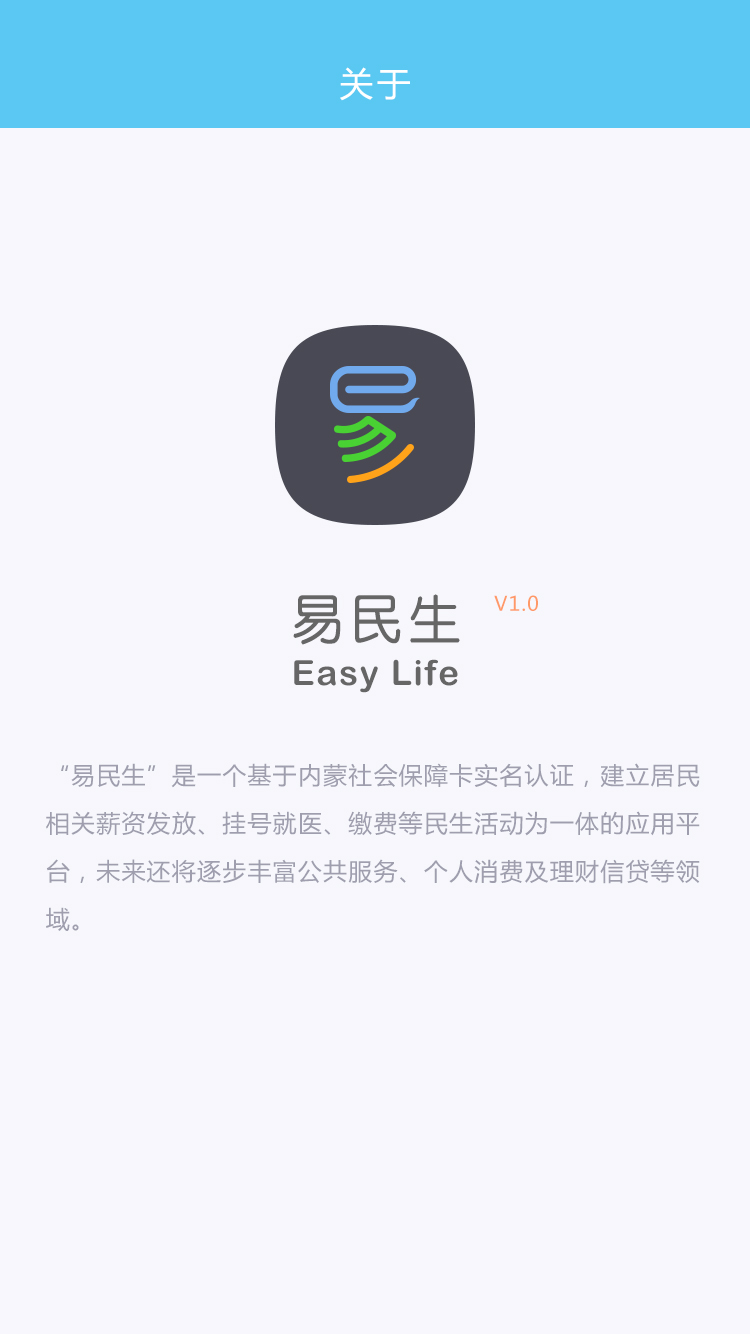 关于
易民生 V1.0
Easy Life
“易民生”是一个基于内蒙社会保障卡实名认证，建立居民
相关薪资发放、挂号就医、缴费等民生活动为一体的应用平
台，未来还将逐步丰富公共服务、个人消费及理财信贷等领
域。